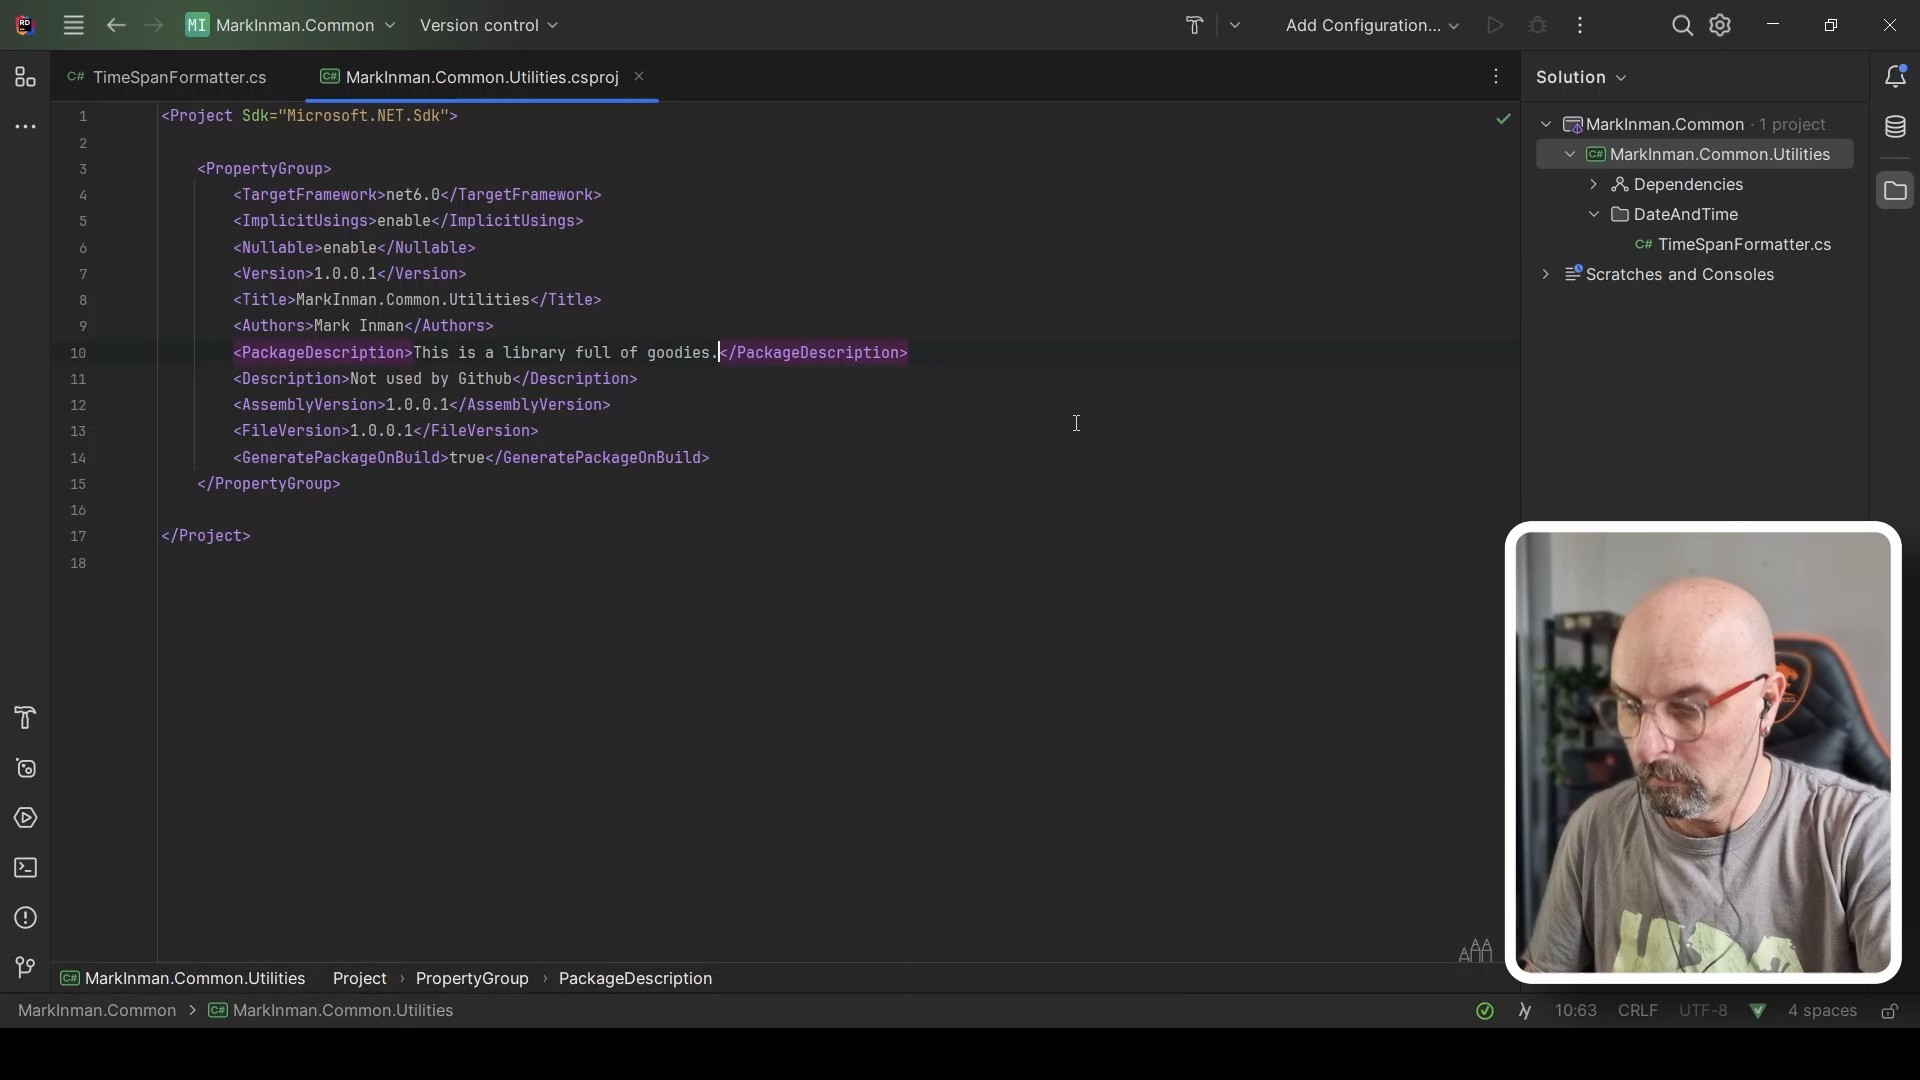 RD
MI MarkInman.Common
Version control
Add Configuration...
C# TimeSpanFormatter.cs
C# MarkInman.Common.Utilities.csproj
Solution
1 <Project Sdk="Microsoft.NET.Sdk">
2
3 <PropertyGroup>
4 <TargetFramework>net6.0</TargetFramework>
5 <ImplicitUsings>enable</ImplicitUsings>
6 <Nullable>enable</Nullable>
7 <Version>1.0.0.1</Version>
8 <Title>MarkInman.Common.Utilities</Title>
9 <Authors>Mark Inman</Authors>
10 <PackageDescription>This is a library full of goodies.</PackageDescription>
11 <Description>Not used by Github</Description>
12 <AssemblyVersion>1.0.0.1</AssemblyVersion>
13 <FileVersion>1.0.0.1</FileVersion>
14 <GeneratePackageOnBuild>true</GeneratePackageOnBuild>
15 </PropertyGroup>
16
17 </Project>
18
MarkInman.Common · 1 project
C# MarkInman.Common.Utilities
Dependencies
DateAndTime
C# TimeSpanFormatter.cs
Scratches and Consoles
C# MarkInman.Common.Utilities Project › PropertyGroup › PackageDescription
MarkInman.Common > C# MarkInman.Common.Utilities
10:63 CRLF UTF-8 4 spaces